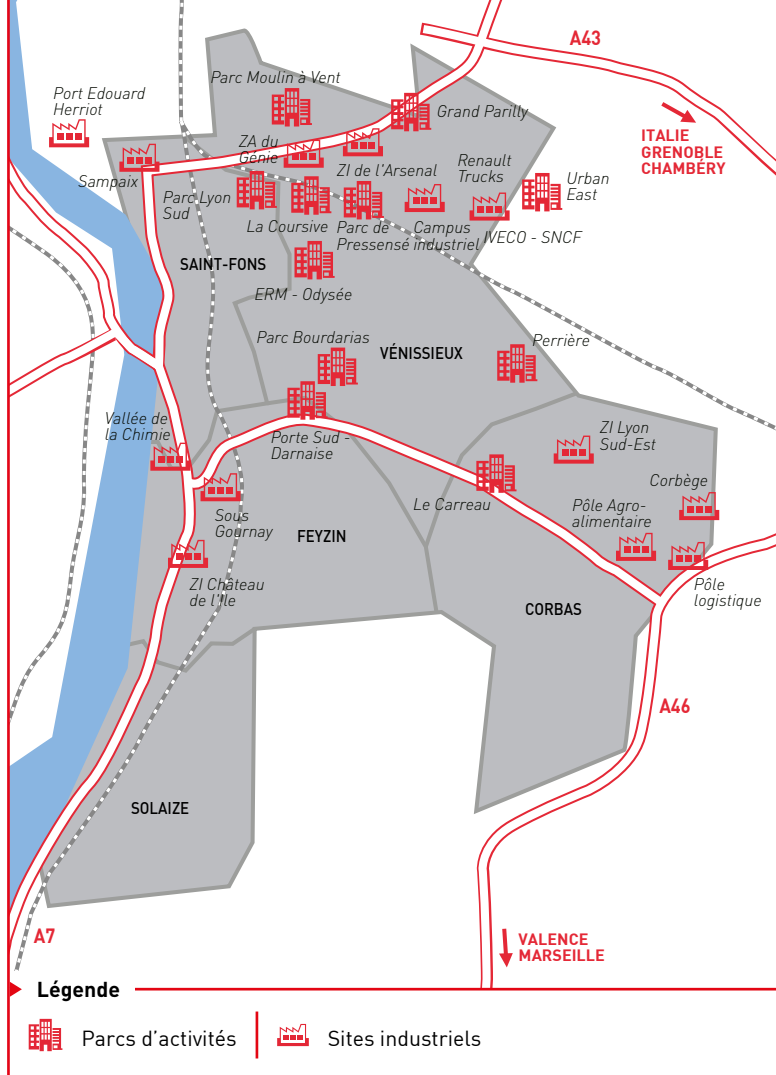 A43
Parc Moulin à Vent
Port Edouard
Herriot
Grand Parilly
ITALIE
GRENOBLE
CHAMBÉRY
ZA du
Génie
ZI de l'Arsenal
Renault
Trucks
Urban
East
Sampaix
Parc Lyon
Sud
La Coursive
Parc de
Pressensé
Campus
industriel
IVECO - SNCF
SAINT-FONS
ERM - Odysée
Parc Bourdarias
VÉNISSIEUX
Perrière
Vallée de
la Chimie
Porte Sud -
Darnaise
ZI Lyon
Sud-Est
Corbège
Le Carreau
Pôle Agro-
alimentaire
Sous
Gournay
FEYZIN
ZI Château
de l'Ile
Pôle
logistique
CORBAS
A46
SOLAIZE
A7
VALENCE
MARSEILLE
Légende
Parcs d'activités
Sites industriels